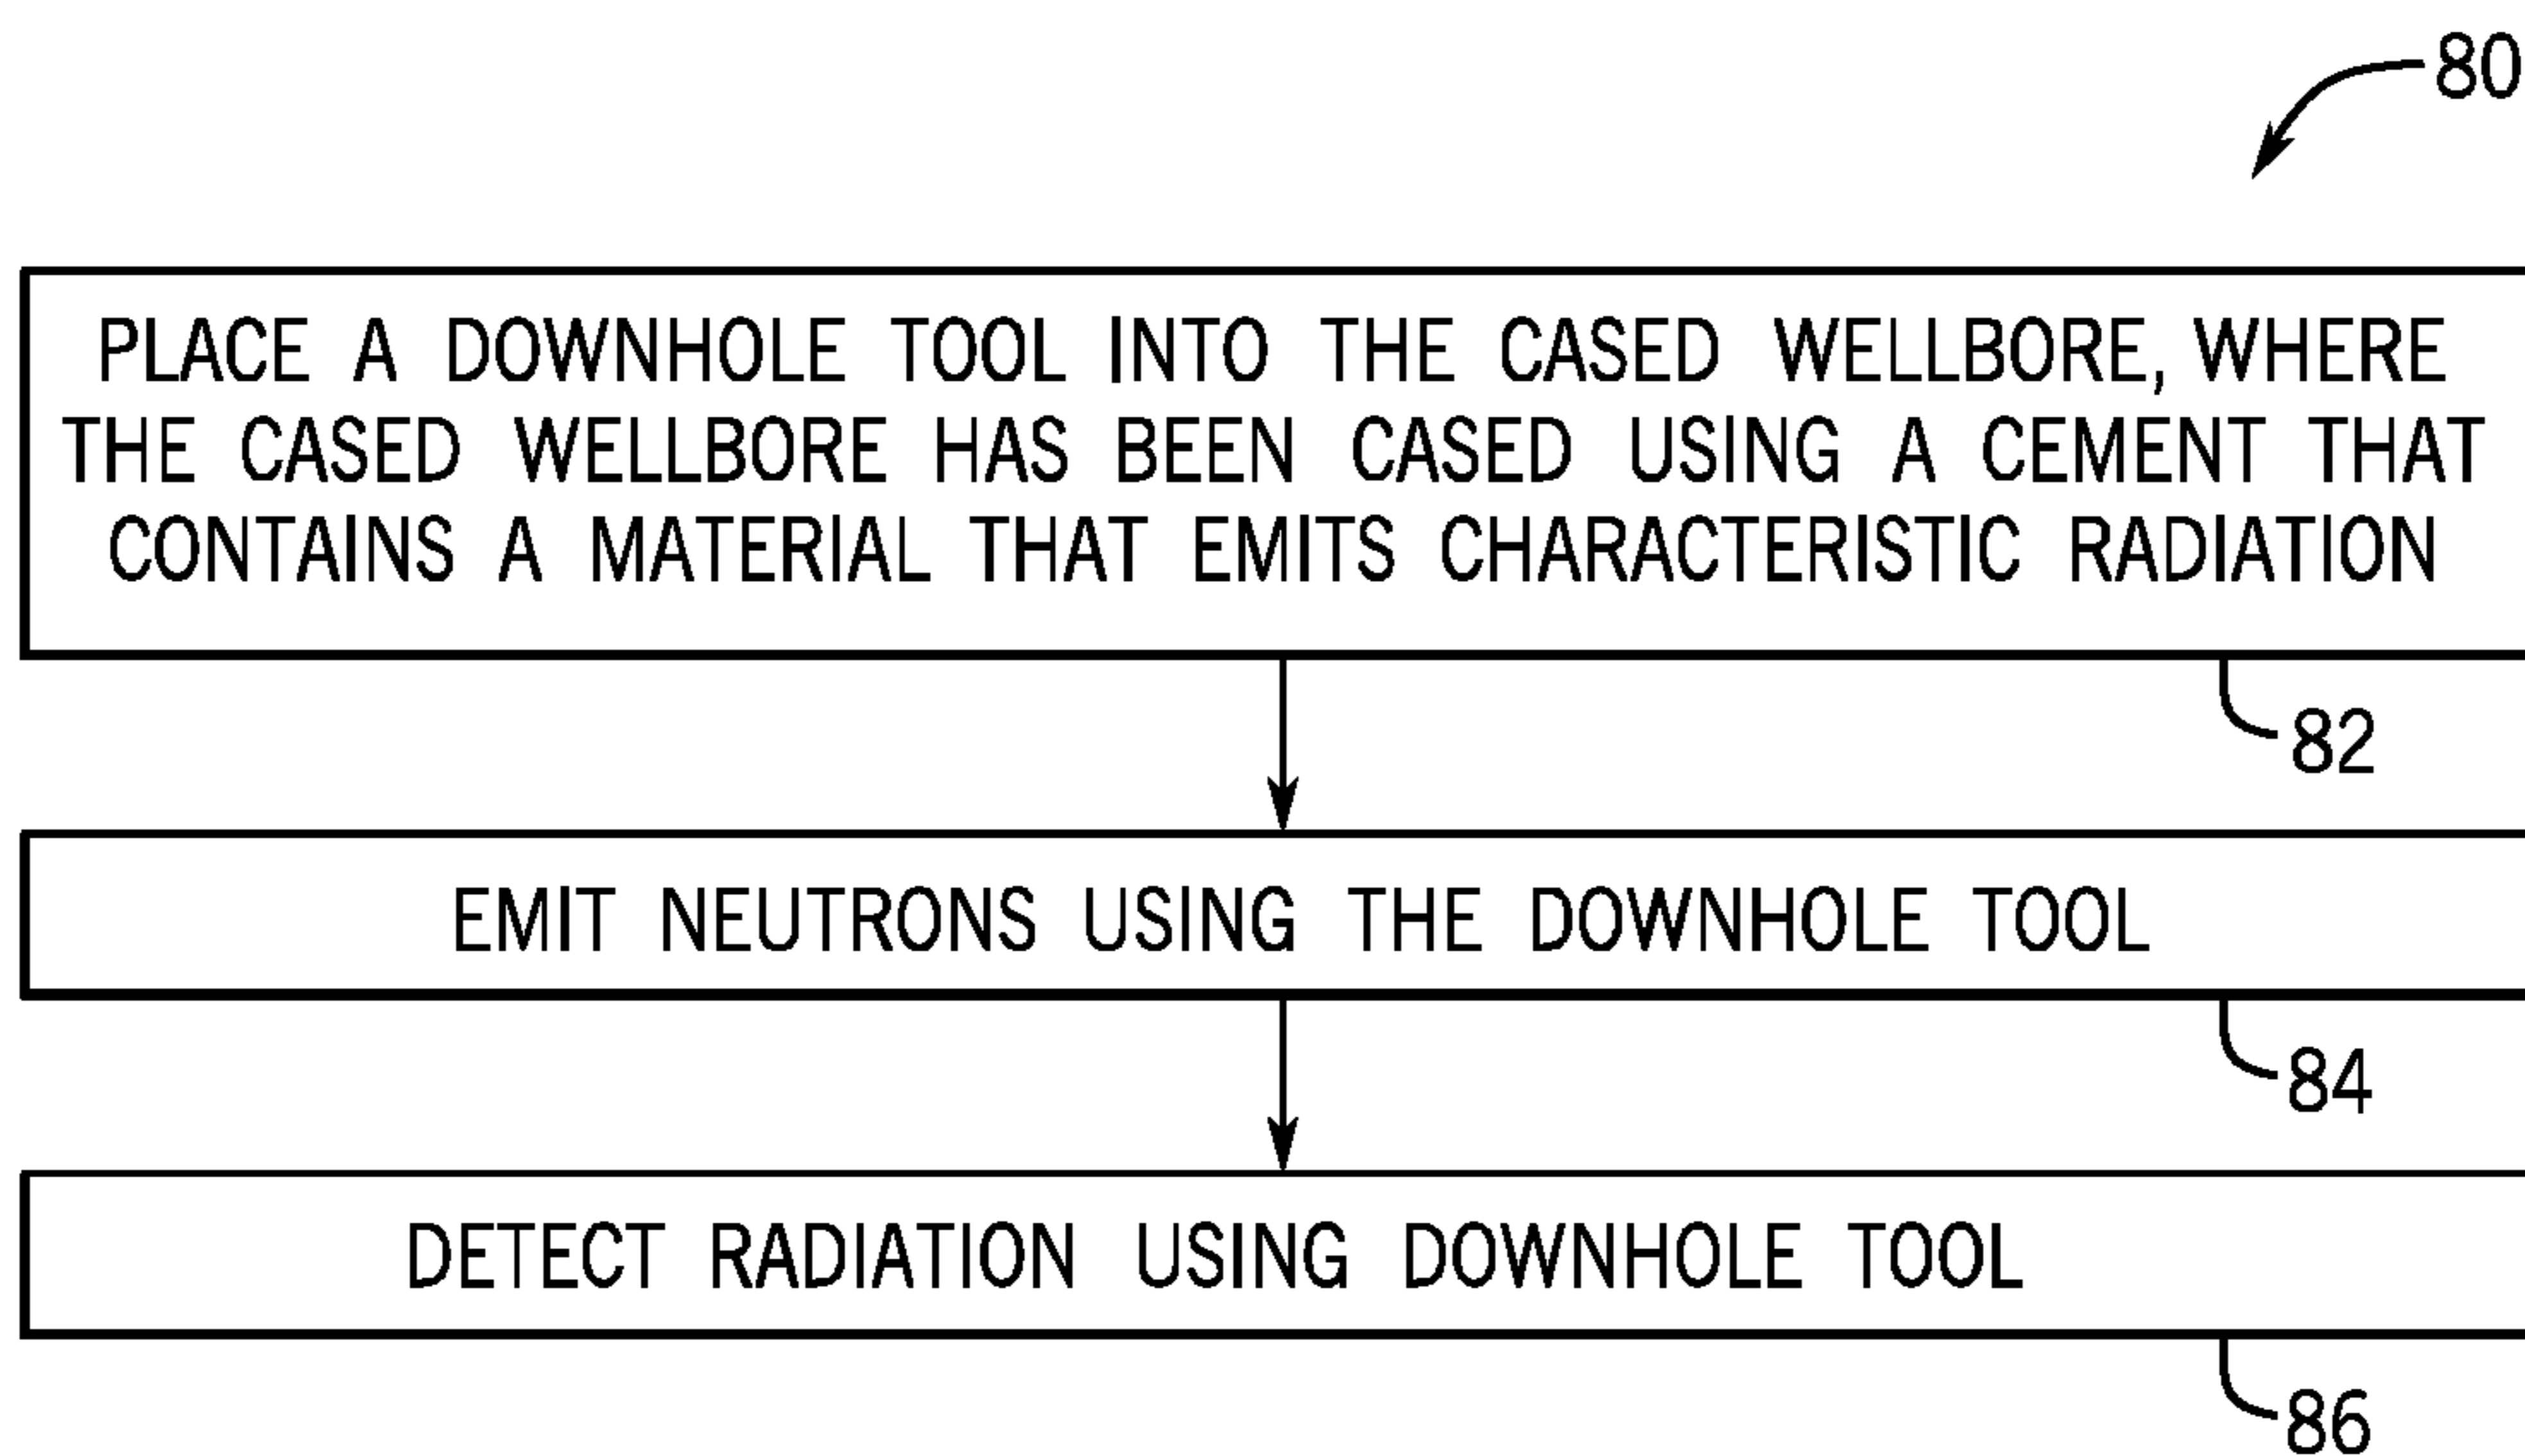 80
PLACE A DOWNHOLE TOOL INTO THE CASED WELLBORE, WHERE
THE CASED WELLBORE HAS BEEN CASED USING A CEMENT THAT
CONTAINS A MATERIAL THAT EMITS CHARACTERISTIC RADIATION
82
EMIT NEUTRONS USING THE DOWNHOLE TOOL
84
DETECT RADIATION USING DOWNHOLE TOOL
86